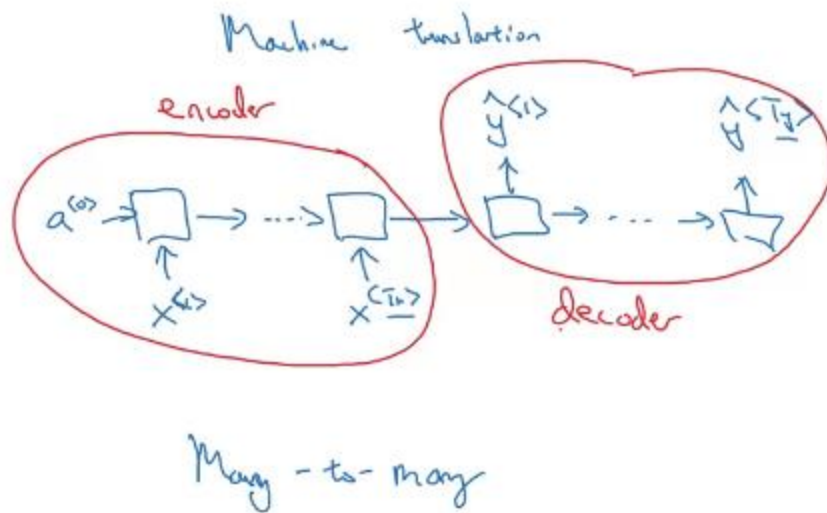 Machine translation
encoder
ŷ<1> ŷ<Ty>
a<0>
x<1> x<Tx>
decoder
Many-to-many